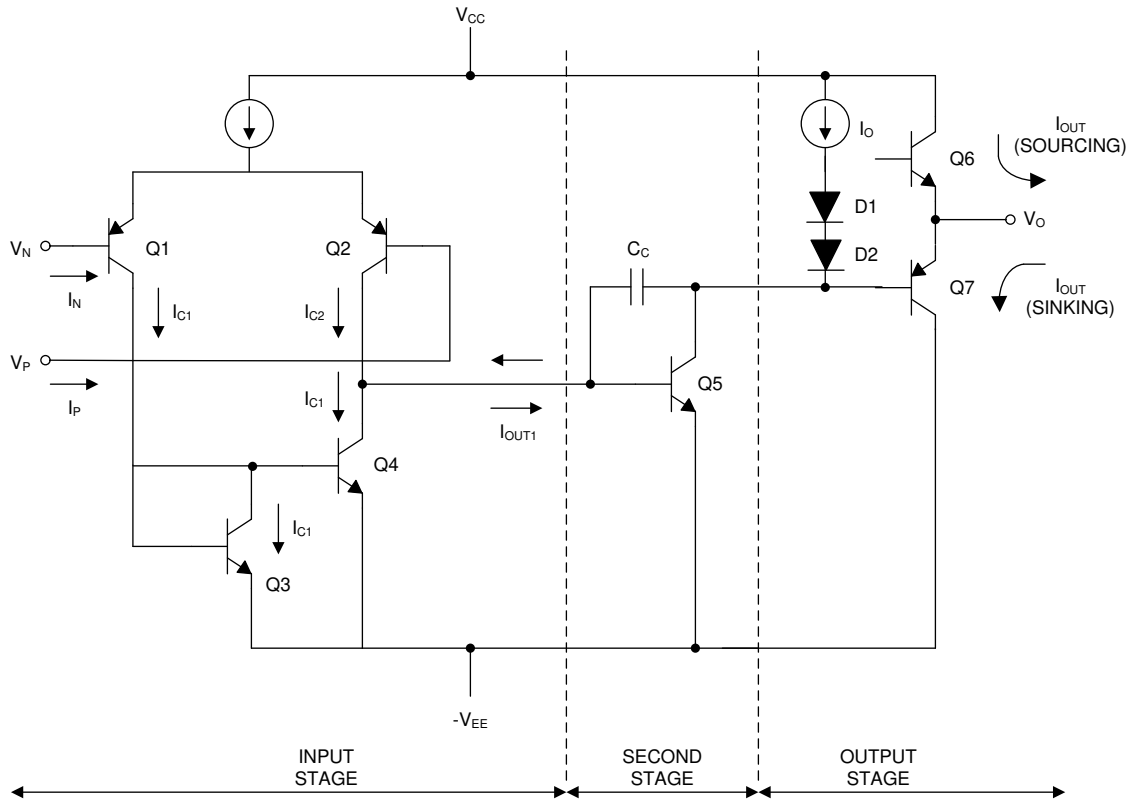 VCC
IO
IOUT
(SOURCING)
Q6
D1
VO
VN
Q1
Q2
D2
CC
IN
Q7
IOUT
(SINKING)
IC1
IC2
VP
IP
IC1
Q5
IOUT1
Q4
IC1
Q3
-VEE
INPUT
STAGE
SECOND
STAGE
OUTPUT
STAGE